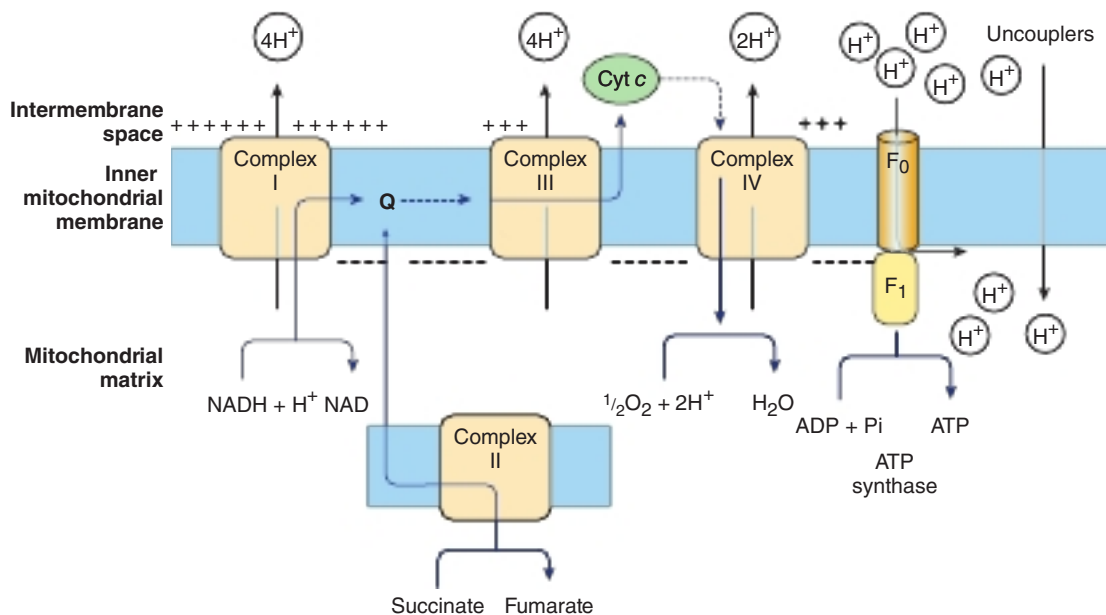 4H+
4H+
2H+
H+
H+
H+
H+
H+
Uncouplers
Cyt c
Intermembrane
space
++++++
++++++
+++
+++
Inner
mitochondrial
membrane
Complex
I
Q
Complex
III
Complex
IV
F0
F1
H+
H+
H+
Mitochondrial
matrix
NADH + H+ NAD
1/2O2 + 2H+
H2O
ADP + Pi
ATP
ATP
synthase
Complex
II
Succinate
Fumarate